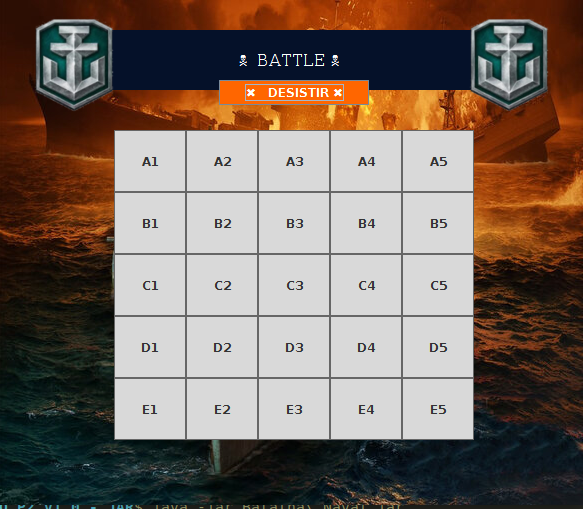 ☠ BATTLE ☠
✖ DESISTIR ✖
A1 A2 A3 A4 A5
B1 B2 B3 B4 B5
C1 C2 C3 C4 C5
D1 D2 D3 D4 D5
E1 E2 E3 E4 E5